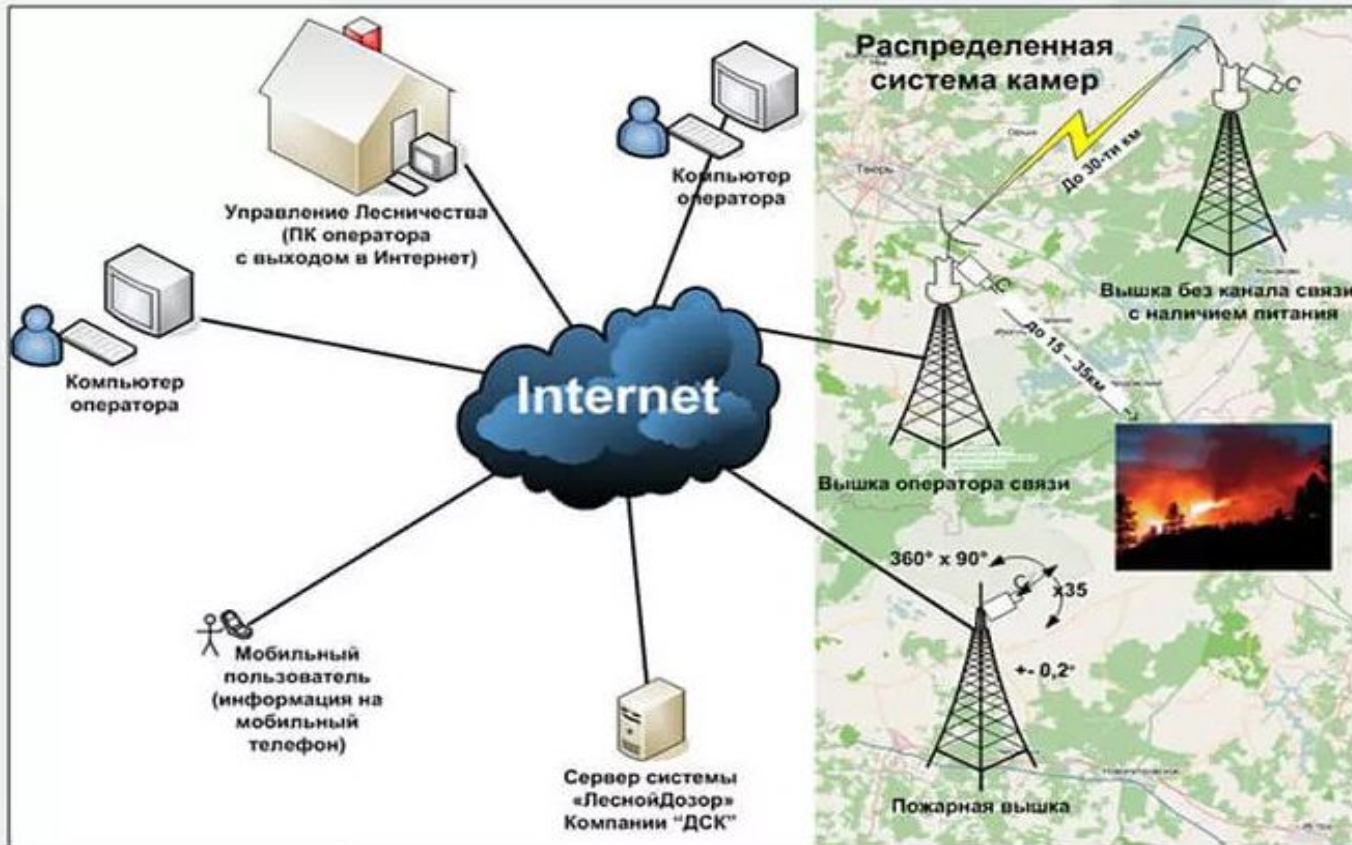 Управление Лесничества
(ПК оператора
с выходом в Интернет)
Компьютер
оператора
Компьютер
оператора
Internet
Мобильный
пользователь
(информация на
мобильный
телефон)
Сервер системы
«ЛеснойДозор»
Компании “ДСК”
Распределенная
система камер
До 30-ти км
Тверь
Вышка без канала связи
с наличием питания
до 15 – 35км
Вышка оператора связи
360° x 90°
x35
+- 0,2°
Пожарная вышка